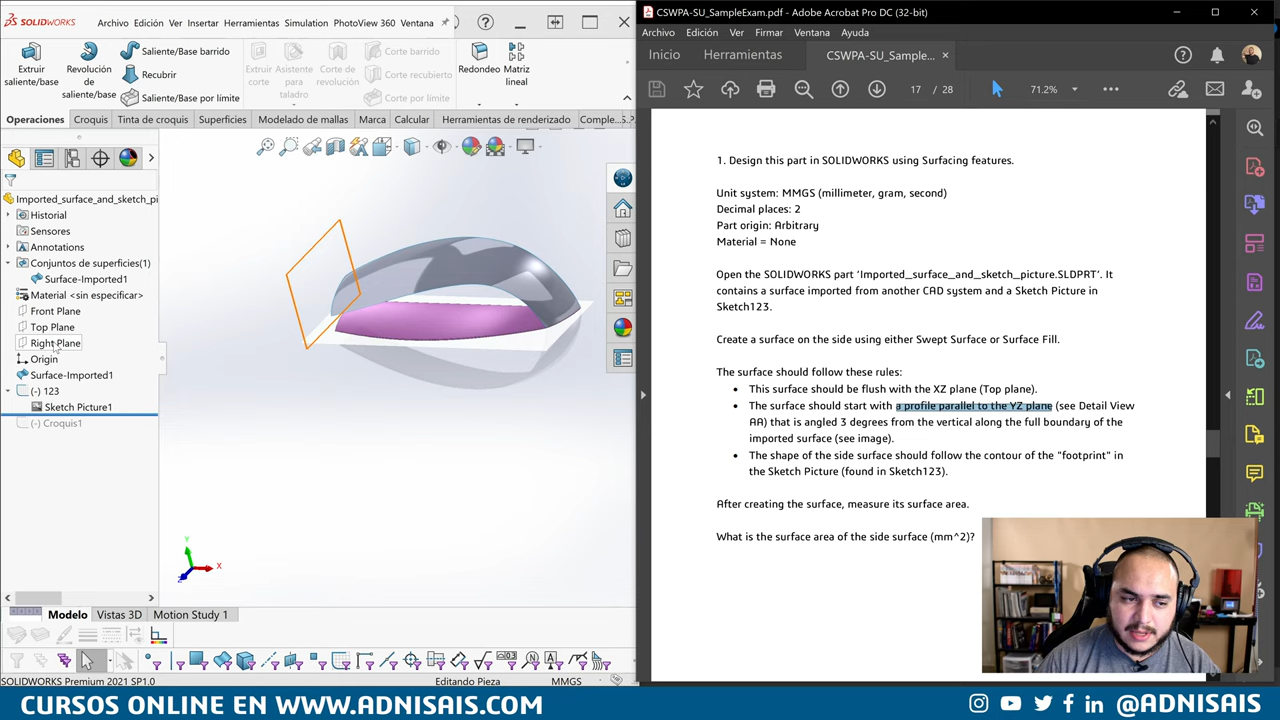 SOLIDWORKS
Archivo Edición Ver Insertar Herramientas Simulation PhotoView 360 Ventana
Extruir saliente/base
Revolución de saliente/base
Saliente/Base barrido
Recubrir
Saliente/Base por límite
Extruir corte
Asistente para taladro
Corte de revolución
Corte barrido
Corte recubierto
Corte por límite
Redondeo
Matriz lineal
Operaciones Croquis Tinta de croquis Superficies Modelado de mallas Marca Calcular Herramientas de renderizado Comple...
Imported_surface_and_sketch_pi
Historial
Sensores
Annotations
Conjuntos de superficies(1)
Surface-Imported1
Material <sin especificar>
Front Plane
Top Plane
Right Plane
Origin
Surface-Imported1
(-) 123
Sketch Picture1
(-) Croquis1
Y
X
Z
Modelo Vistas 3D Motion Study 1
SOLIDWORKS Premium 2021 SP1.0
Editando Pieza
MMGS
CSWPA-SU_SampleExam.pdf - Adobe Acrobat Pro DC (32-bit)
Archivo Edición Ver Firmar Ventana Ayuda
Inicio Herramientas CSWPA-SU_Sample... ×
17 / 28
71.2%
1. Design this part in SOLIDWORKS using Surfacing features.
Unit system: MMGS (millimeter, gram, second)
Decimal places: 2
Part origin: Arbitrary
Material = None
Open the SOLIDWORKS part 'Imported_surface_and_sketch_picture.SLDPRT'. It
contains a surface imported from another CAD system and a Sketch Picture in
Sketch123.
Create a surface on the side using either Swept Surface or Surface Fill.
The surface should follow these rules:
• This surface should be flush with the XZ plane (Top plane).
• The surface should start with a profile parallel to the YZ plane (see Detail View
AA) that is angled 3 degrees from the vertical along the full boundary of the
imported surface (see image).
• The shape of the side surface should follow the contour of the "footprint" in
the Sketch Picture (found in Sketch123).
After creating the surface, measure its surface area.
What is the surface area of the side surface (mm^2)?
CURSOS ONLINE EN WWW.ADNISAIS.COM
@ADNISAIS